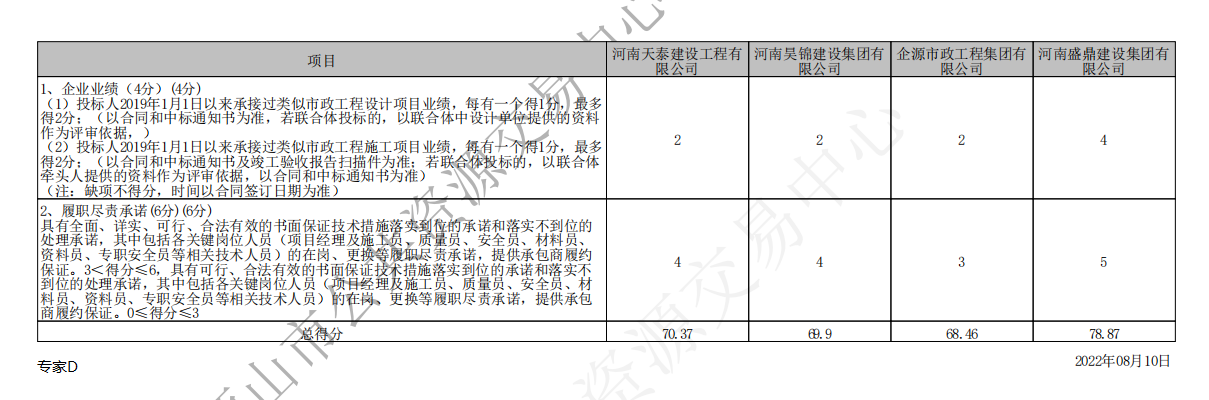 项目
河南天泰建设工程有限公司
河南昊锦建设集团有限公司
企源市政工程集团有限公司
河南盛鼎建设集团有限公司
1、企业业绩（4分）(4分)
（1）投标人2019年1月1日以来承接过类似市政工程设计项目业绩，每有一个得1分，最多
得2分；（以合同和中标通知书为准，若联合体投标的，以联合体中设计单位提供的资料
作为评审依据，）
（2）投标人2019年1月1日以来承接过类似市政工程施工项目业绩，每有一个得1分，最多
得2分；（以合同和中标通知书及竣工验收报告扫描件为准；若联合体投标的，以联合体
牵头人提供的资料作为评审依据，以合同和中标通知书为准）
（注：缺项不得分，时间以合同签订日期为准）
2
2
2
4
2、履职尽责承诺(6分)(6分)
具有全面、详实、可行、合法有效的书面保证技术措施落实到位的承诺和落实不到位的
处理承诺，其中包括各关键岗位人员（项目经理及施工员、质量员、安全员、材料员、
资料员、专职安全员等相关技术人员）的在岗、更换等履职尽责承诺，提供承包商履约
保证。3＜得分≤6，具有可行、合法有效的书面保证技术措施落实到位的承诺和落实不
到位的处理承诺，其中包括各关键岗位人员（项目经理及施工员、质量员、安全员、材
料员、资料员、专职安全员等相关技术人员）的在岗、更换等履职尽责承诺，提供承包
商履约保证。0≤得分≤3
4
4
3
5
总得分
70.37
69.9
68.46
78.87
专家D
2022年08月10日
山市公共资源交易中心
资源交易中心